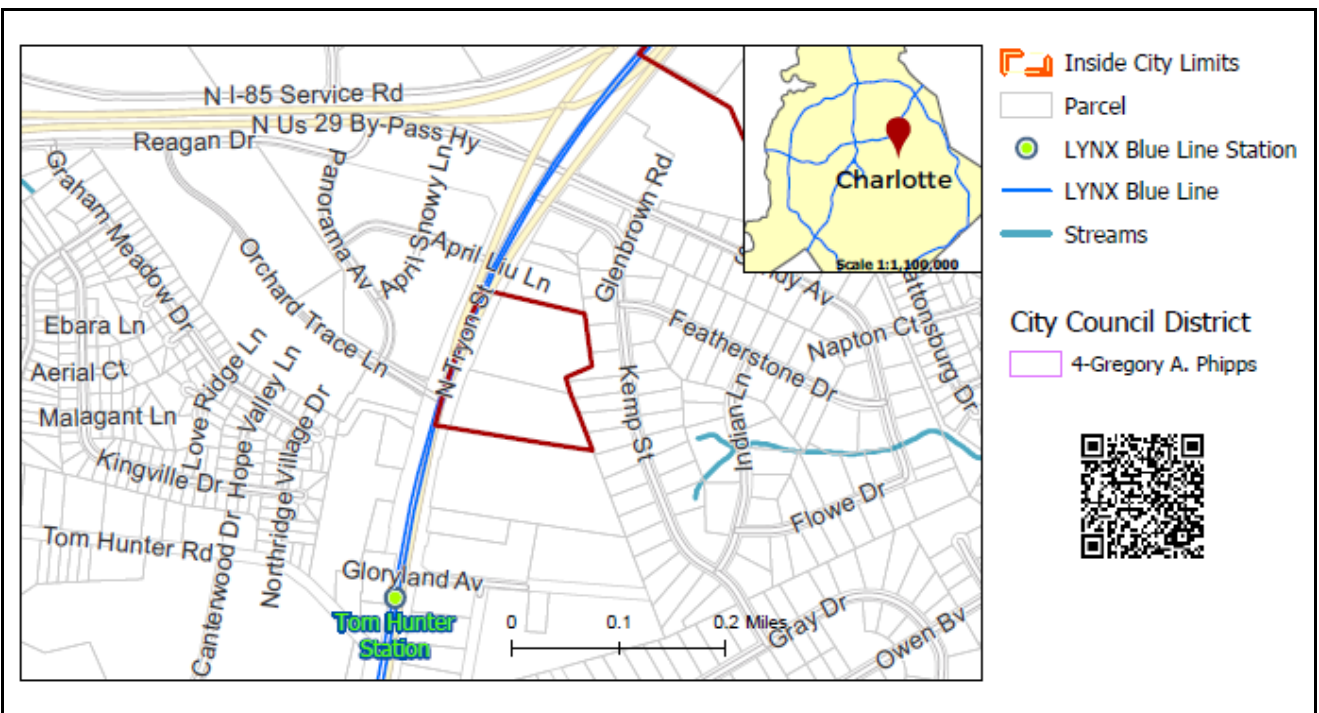 N I-85 Service Rd
N Us 29 By-Pass Hy
Reagan Dr
Graham Meadow Dr
Panorama Av
April Snowy Ln
April Liu Ln
Orchard Trace Ln
N Tryon St
Glenbrown Rd
Featherstone Dr
Napton Ct
Kemp St
Indian Ln
Flowe Dr
Ebara Ln
Aerial Ct
Malagant Ln
Kingville Dr
Love Ridge Ln
Hope Valley Ln
Northridge Village Dr
Canterwood Dr
Tom Hunter Rd
Gloryland Av
Tom Hunter
Station
0 0.1 0.2 Miles
Gray Dr
Owen Bv
Charlotte
Scale 1:1,100,000
Inside City Limits
Parcel
LYNX Blue Line Station
LYNX Blue Line
Streams
City Council District
4-Gregory A. Phipps